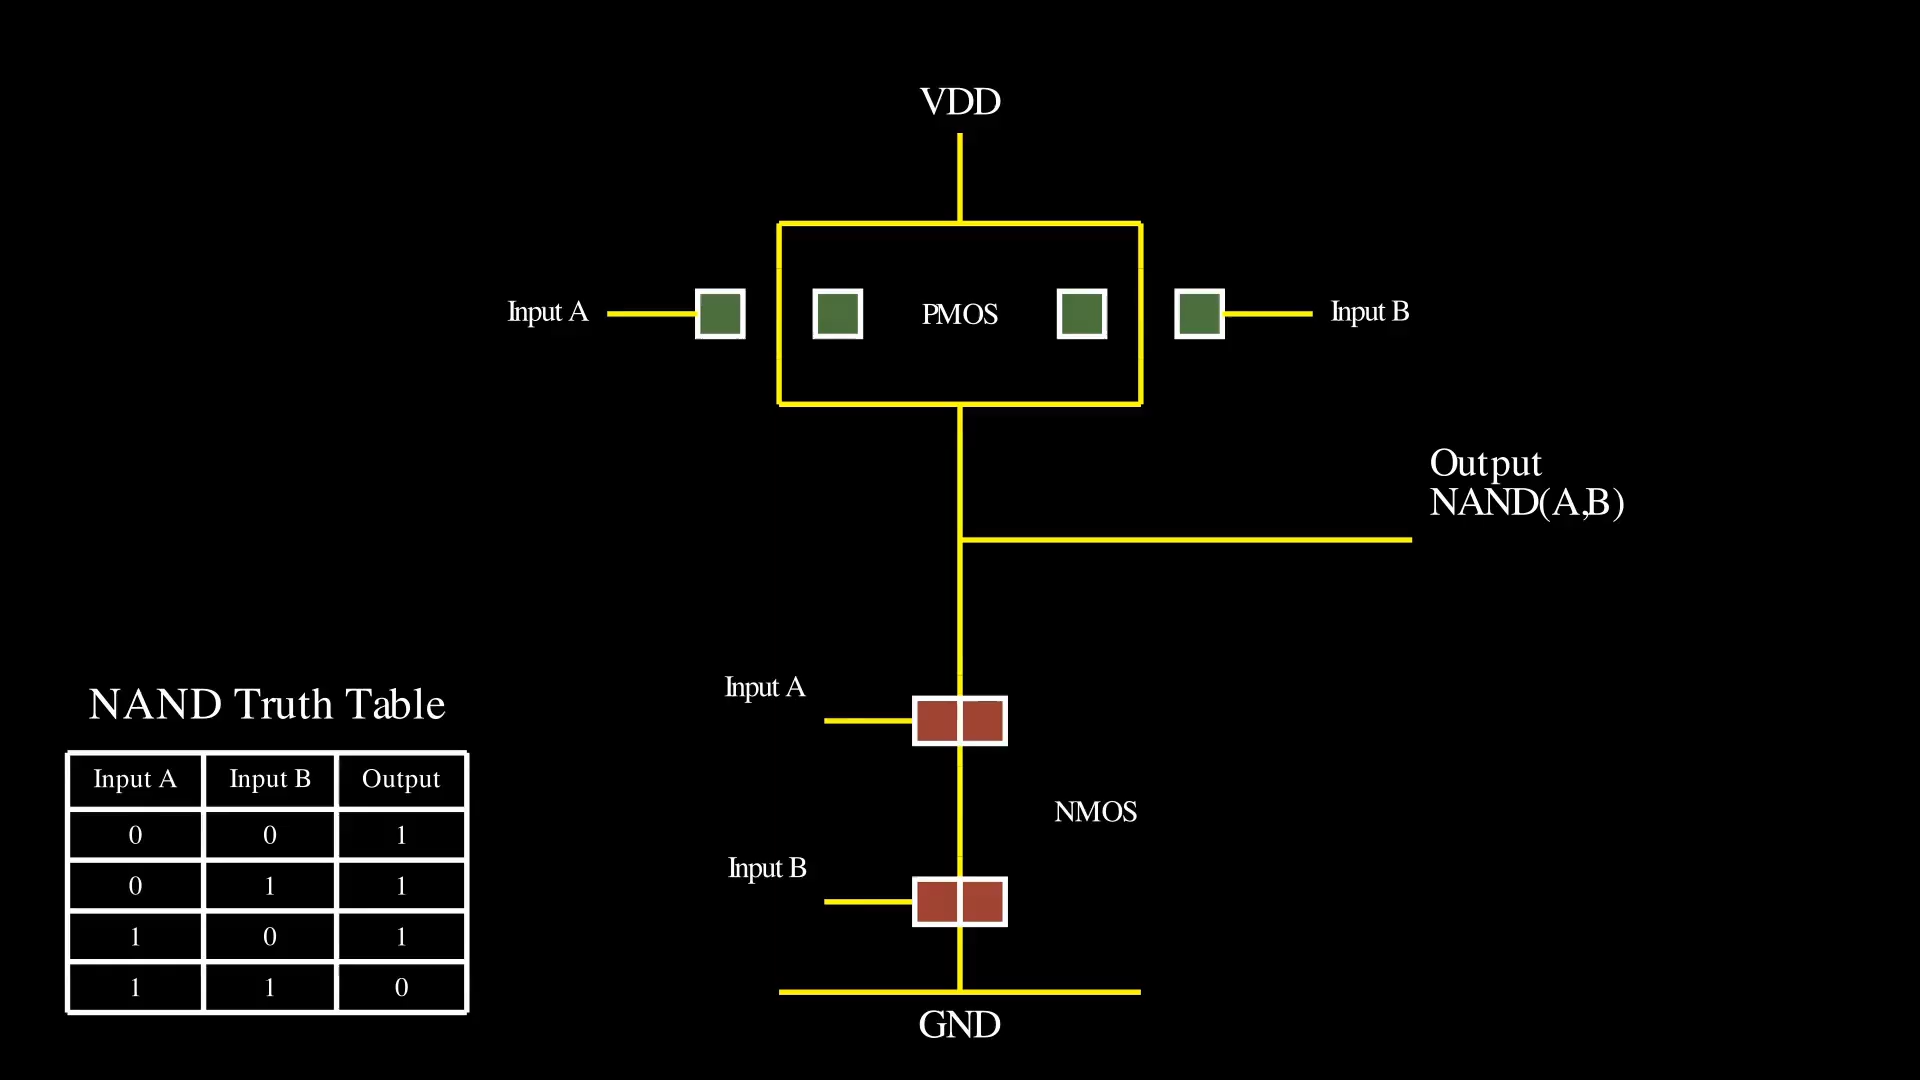 VDD
Input A
PMOS
Input B
Output
NAND(A,B)
Input A
NMOS
Input B
GND
NAND Truth Table
Input A Input B Output
0 0 1
0 1 1
1 0 1
1 1 0